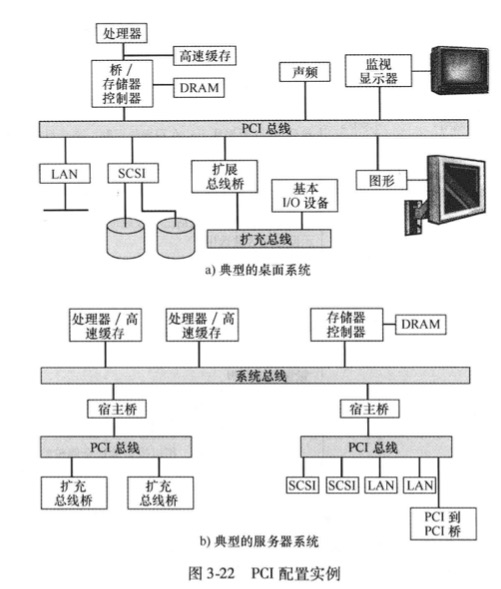 处理器
高速缓存
桥 /
存储器
控制器
DRAM
声频
监视
显示器
PCI 总线
LAN
SCSI
扩展
总线桥
基本
I/O 设备
图形
扩充总线
a) 典型的桌面系统
处理器 / 高
速缓存
处理器 / 高
速缓存
存储器
控制器
DRAM
系统总线
宿主桥
宿主桥
PCI 总线
PCI 总线
扩充
总线桥
扩充
总线桥
SCSI
SCSI
LAN
LAN
PCI 到
PCI 桥
b) 典型的服务器系统
图 3-22 PCI 配置实例